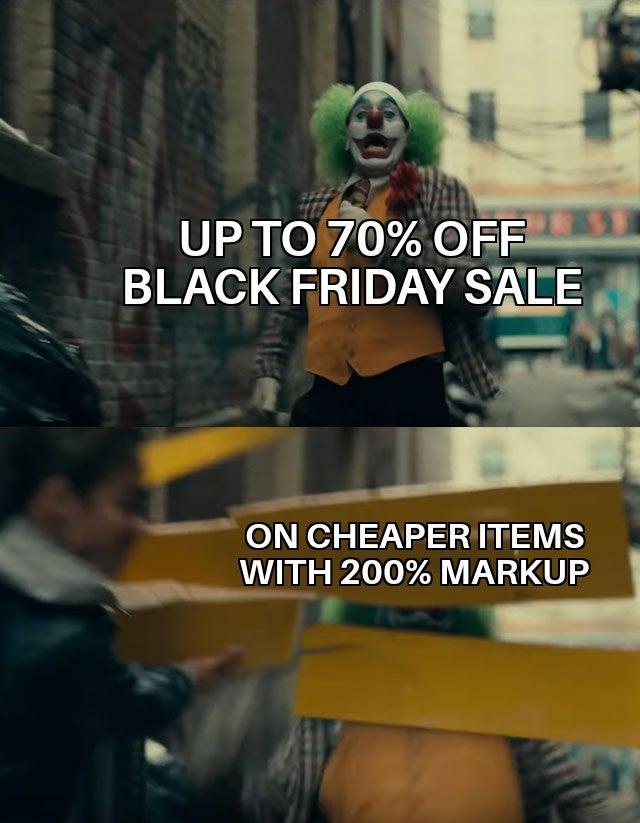 UP TO 70% OFF
BLACK FRIDAY SALE
ON CHEAPER ITEMS
WITH 200% MARKUP